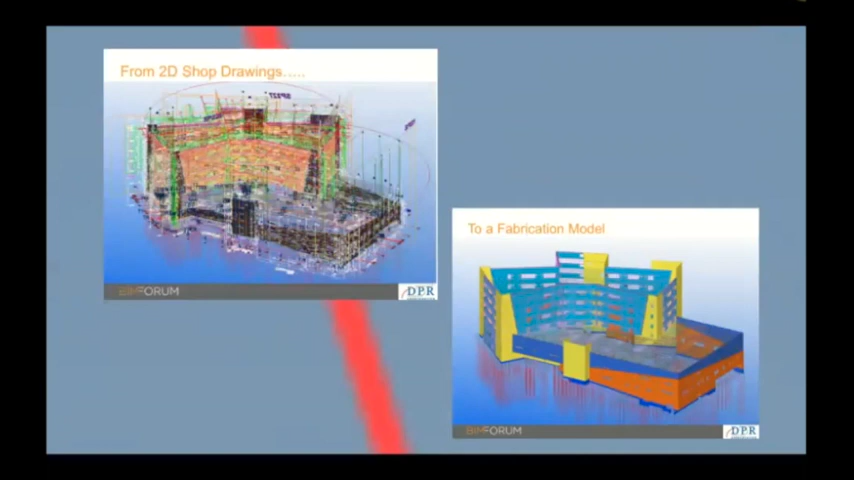 From 2D Shop Drawings.....
BIMFORUM
DPR
To a Fabrication Model
BIMFORUM
DPR